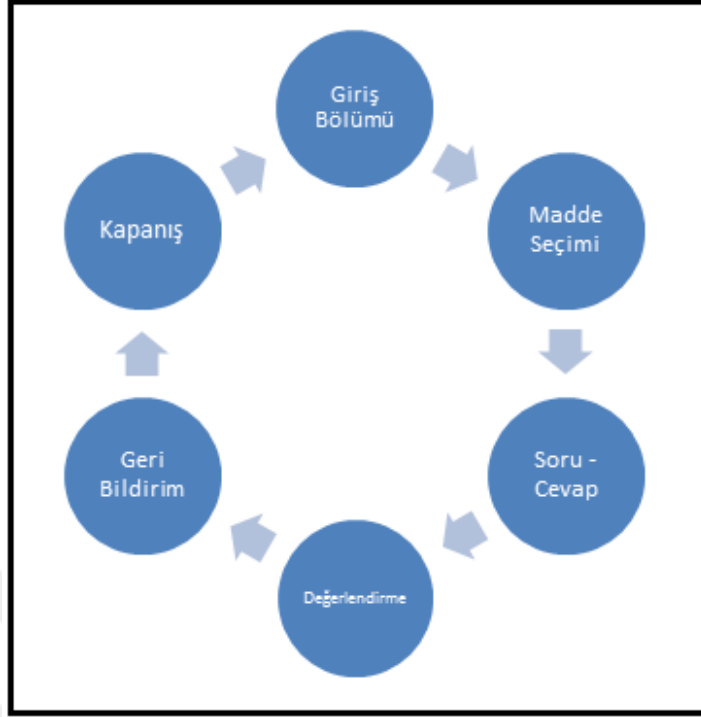 Giriş
Bölümü
Madde
Seçimi
Soru -
Cevap
Değerlendirme
Geri
Bildirim
Kapanış